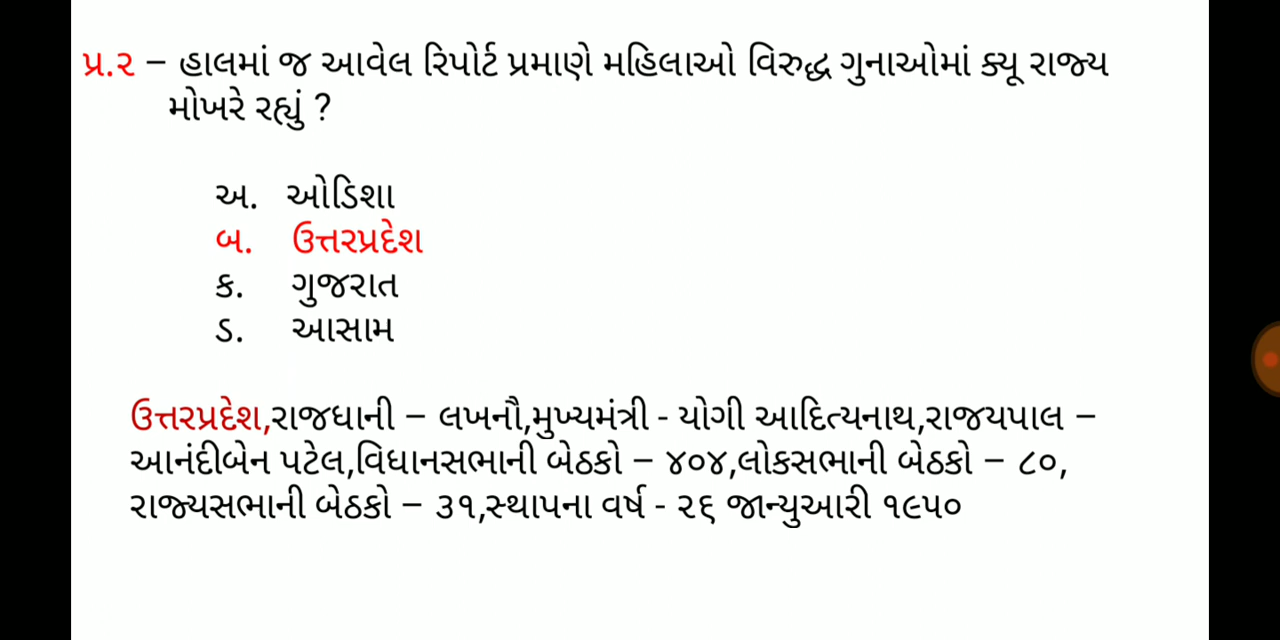 પ્ર.૨ – હાલમાં જ આવેલ રિપોર્ટ પ્રમાણે મહિલાઓ વિરુદ્ધ ગુનાઓમાં ક્યૂ રાજ્ય
મોખરે રહ્યું ?
અ. ઓડિશા
બ. ઉત્તરપ્રદેશ
ક. ગુજરાત
ડ. આસામ
ઉત્તરપ્રદેશ,રાજધાની – લખનૌ,મુખ્યમંત્રી - યોગી આદિત્યનાથ,રાજયપાલ –
આનંદીબેન પટેલ,વિધાનસભાની બેઠકો – ૪૦૪,લોકસભાની બેઠકો – ૮૦,
રાજ્યસભાની બેઠકો – ૩૧,સ્થાપના વર્ષ - ૨૬ જાન્યુઆરી ૧૯૫૦